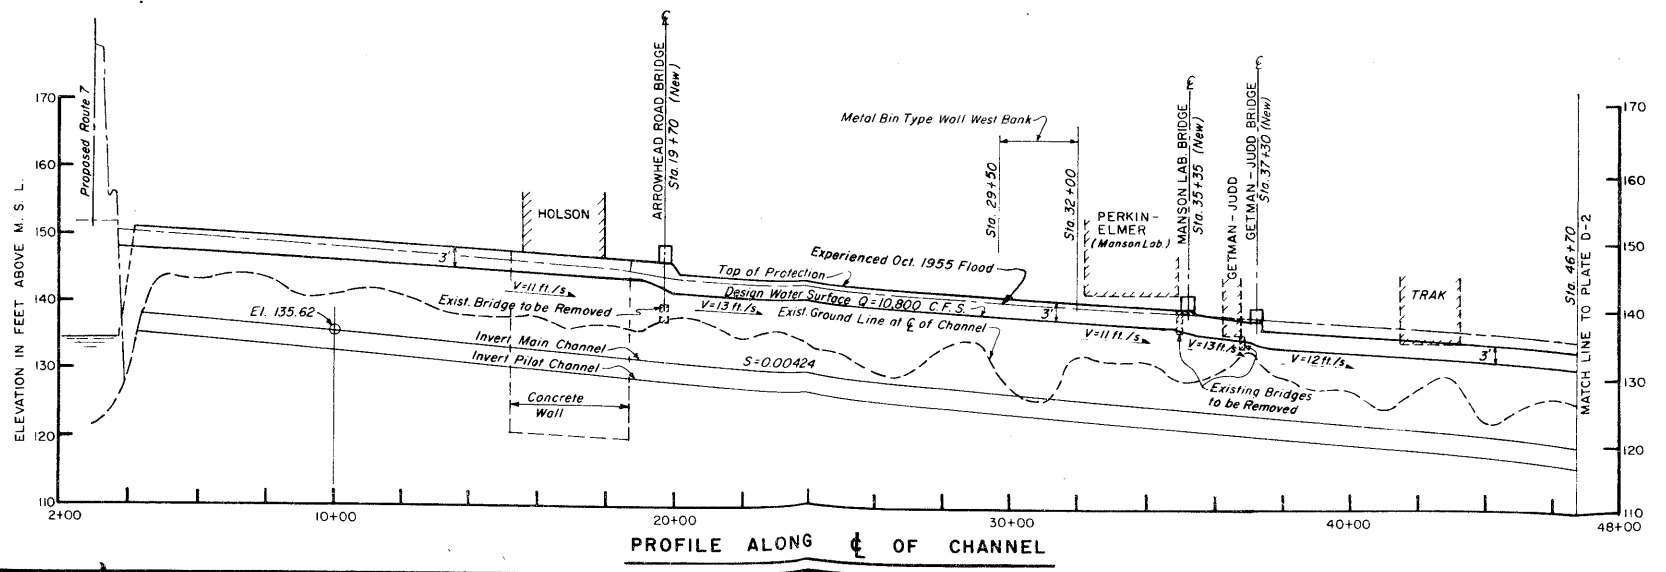 ELEVATION IN FEET ABOVE M. S. L.
170
160
150
140
130
120
110
Proposed Route 7
HOLSON
℄
ARROWHEAD ROAD BRIDGE
Sta. 19+70 (New)
Metal Bin Type Wall West Bank
Sta. 29+50
Sta. 32+00
PERKIN-
ELMER
(Manson Lab.)
℄
MANSON LAB. BRIDGE
Sta. 35+35 (New)
GETMAN-JUDD
℄
GETMAN-JUDD BRIDGE
Sta. 37+30 (New)
TRAK
Sta. 46+70
MATCH LINE TO PLATE D-2
170
160
150
140
130
120
110
3'
Top of Protection
Experienced Oct. 1955 Flood
Design Water Surface Q=10,800 C.F.S.
V=11 ft./s
Exist. Bridge to be Removed
V=13 ft./s
Exist. Ground Line at ℄ of Channel
3'
V=11 ft./s
V=13 ft./s
V=12 ft./s
3'
El. 135.62
Invert Main Channel
Invert Pilot Channel
S=0.00424
Existing Bridges
to be Removed
Concrete
Wall
2+00
10+00
20+00
30+00
40+00
48+00
PROFILE ALONG ℄ OF CHANNEL